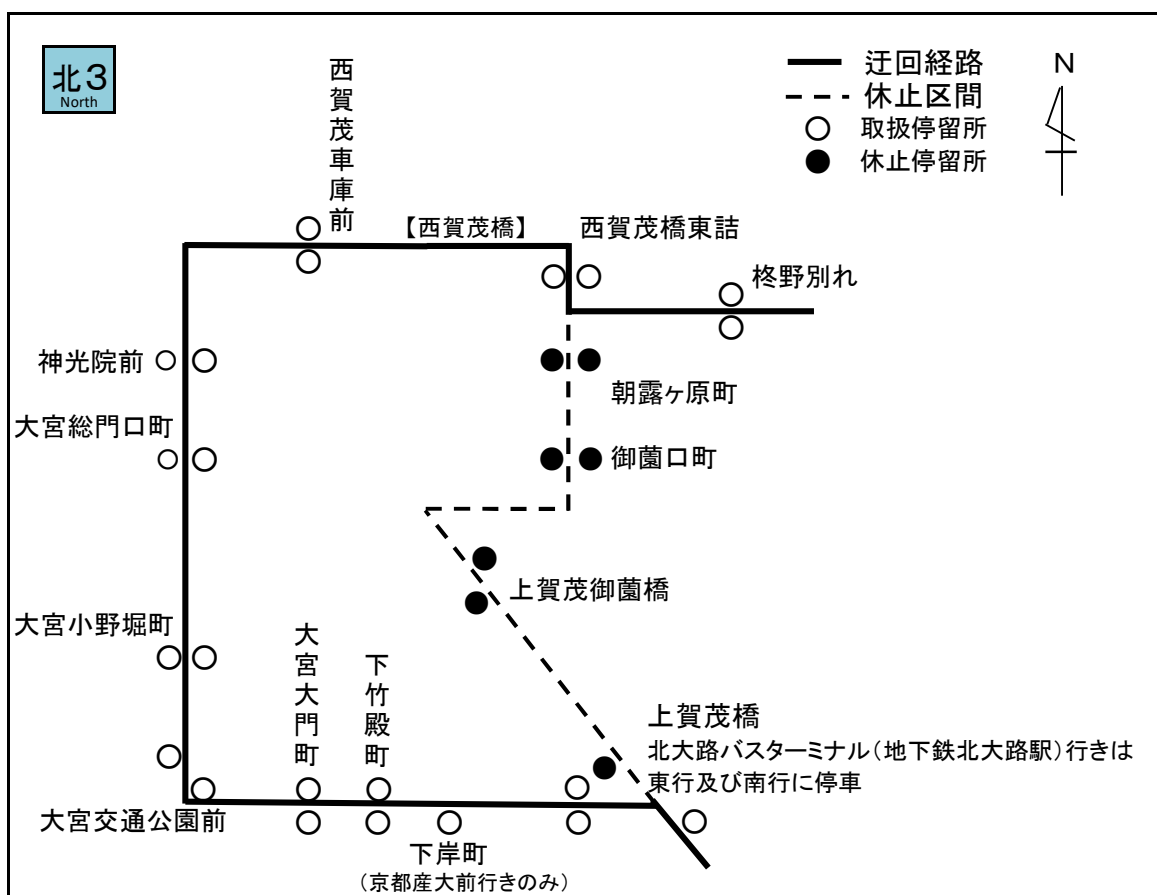 北3
North
迂回経路
休止区間
取扱停留所
休止停留所
N
西賀茂車庫前
【西賀茂橋】
西賀茂橋東詰
柊野別れ
神光院前
朝露ヶ原町
大宮総門口町
御薗口町
上賀茂御薗橋
大宮小野堀町
大宮大門町
下竹殿町
上賀茂橋
北大路バスターミナル(地下鉄北大路駅)行きは
東行及び南行に停車
大宮交通公園前
下岸町
(京都産大前行きのみ)